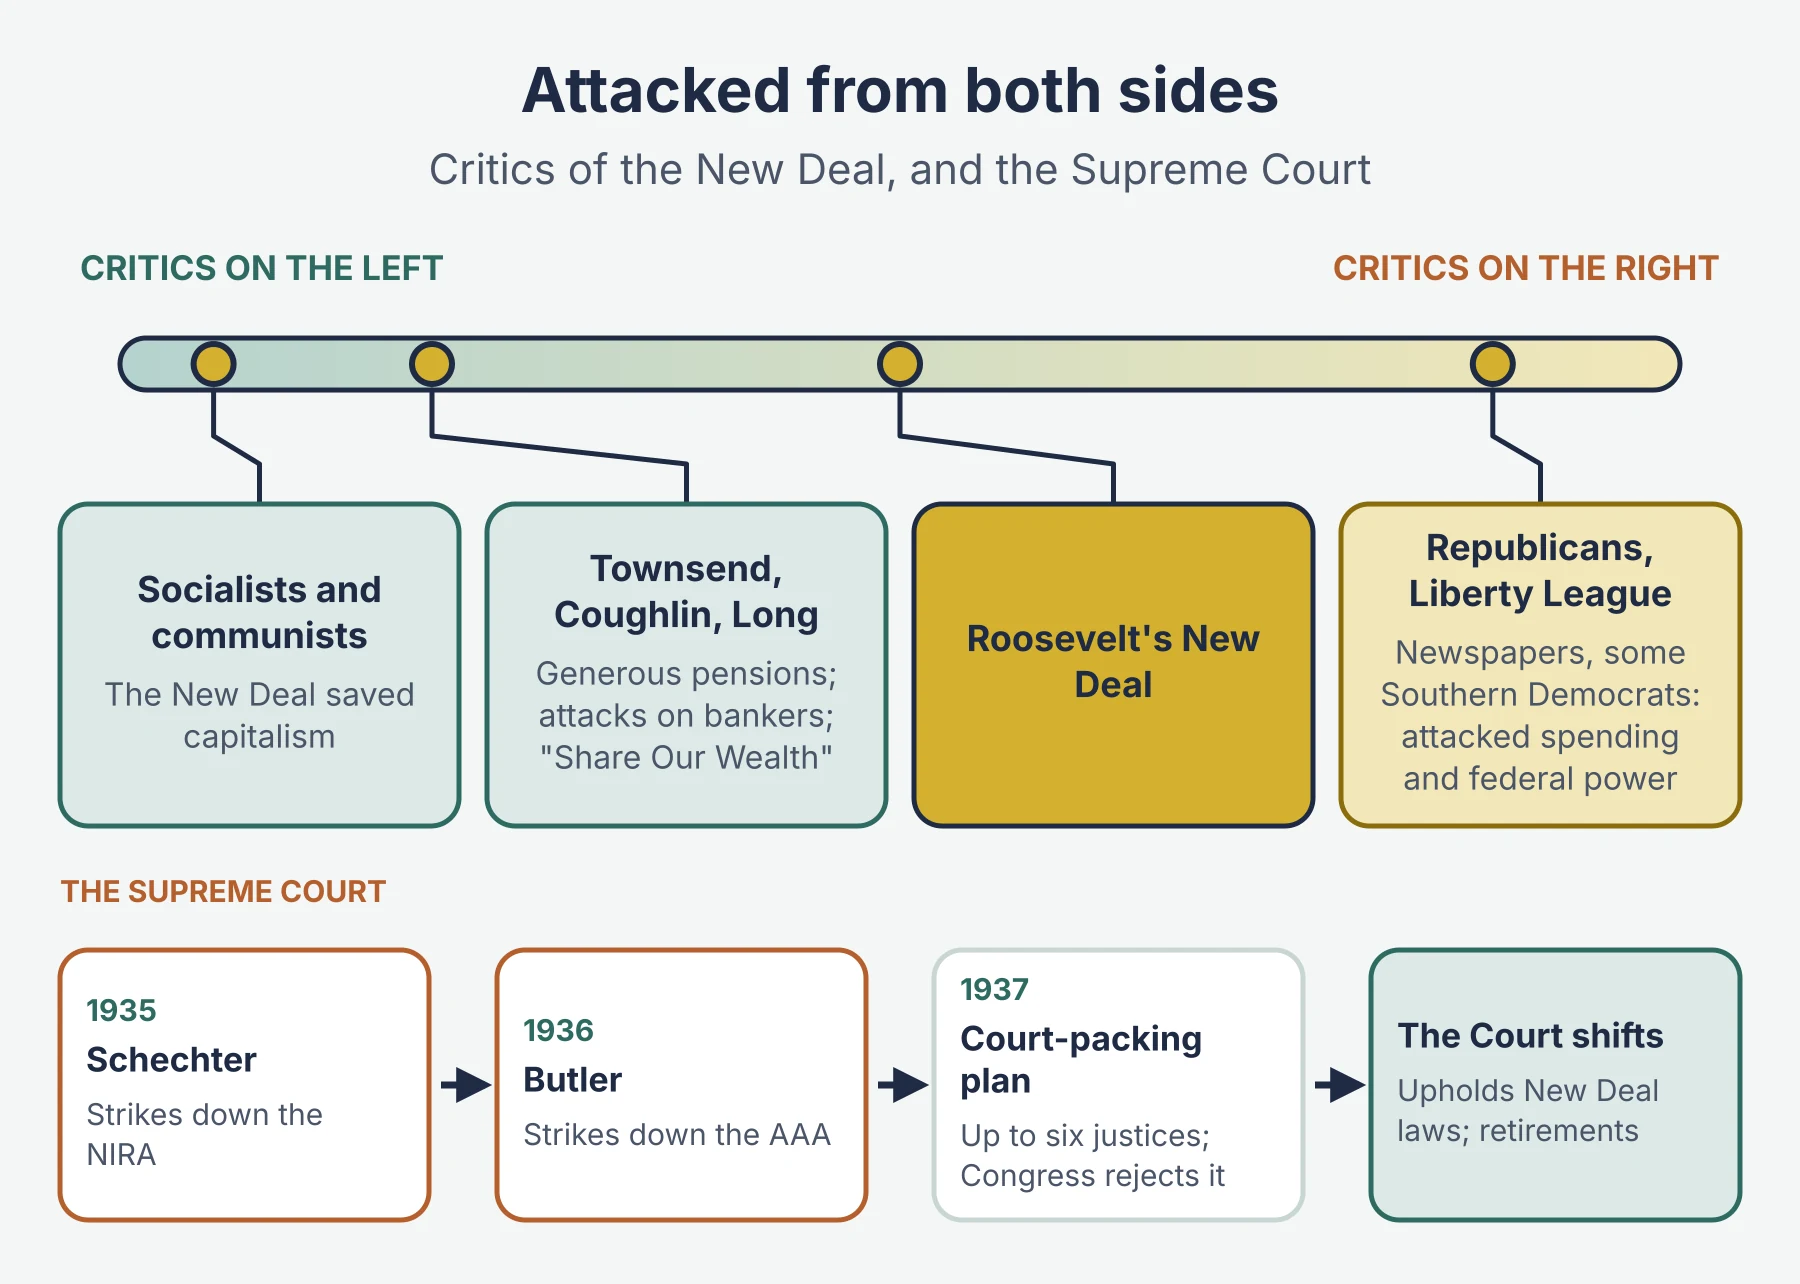 Attacked from both sides
Critics of the New Deal, and the Supreme Court
CRITICS ON THE LEFT
CRITICS ON THE RIGHT
Socialists and
communists
The New Deal saved
capitalism
Townsend,
Coughlin, Long
Generous pensions;
attacks on bankers;
"Share Our Wealth"
Roosevelt's New
Deal
Republicans,
Liberty League
Newspapers, some
Southern Democrats:
attacked spending
and federal power
THE SUPREME COURT
1935
Schechter
Strikes down the
NIRA
1936
Butler
Strikes down the AAA
1937
Court-packing
plan
Up to six justices;
Congress rejects it
The Court shifts
Upholds New Deal
laws; retirements